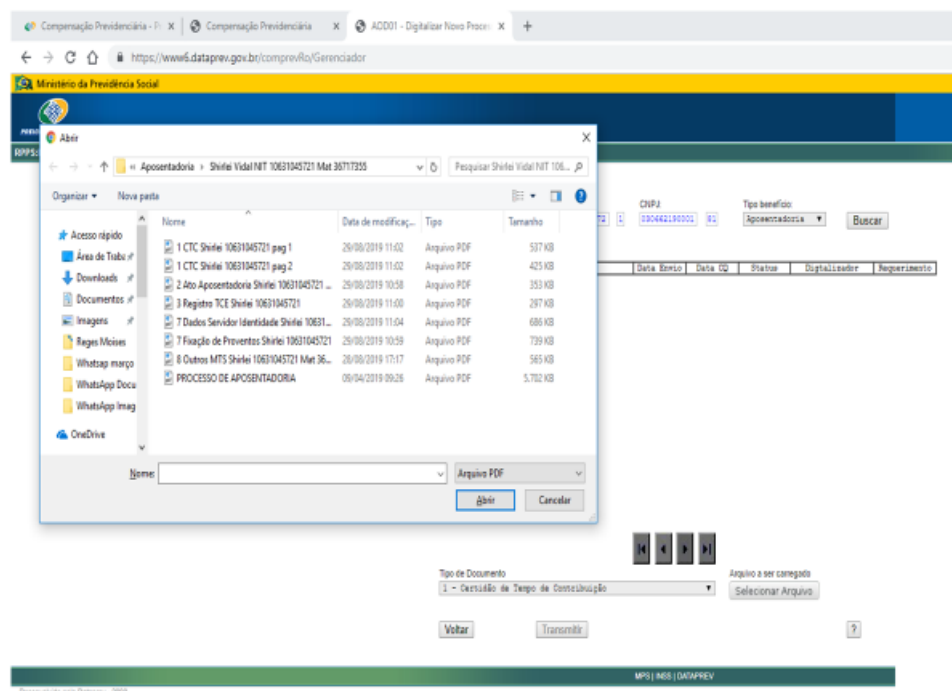 Compensação Previdenciária - Pr X Compensação Previdenciária X ADD01 - Digitalizar Novo Proces X +
https://www6.dataprev.gov.br/comprevRo/Gerenciador
Ministério da Previdência Social
RPPS:
Abrir X
« Aposentadoria › Shirlei Vidal NIT 10631045721 Mat 36717355 Pesquisar Shirlei Vidal NIT 106...
Organizar Nova pasta
CNPJ: Tipo benefício:
1 01 Aposentadoria Buscar
Nome Data de modificaç... Tipo Tamanho
Acesso rápido
Área de Traba
Downloads
Documentos
Imagens
Reges Moises
Whatsap março
WhatsApp Docu
WhatsApp Imag
OneDrive
1 CTC Shirlei 10631045721 pag 1 29/08/2019 11:02 Arquivo PDF 537 KB
1 CTC Shirlei 10631045721 pag 2 29/08/2019 11:02 Arquivo PDF 425 KB
2 Ato Aposentadoria Shirlei 10631045721 ... 29/08/2019 10:58 Arquivo PDF 353 KB
3 Registro TCE Shirlei 10631045721 29/08/2019 11:00 Arquivo PDF 297 KB
7 Dados Servidor Identidade Shirlei 10631... 29/08/2019 11:04 Arquivo PDF 686 KB
7 Fixação de Proventos Shirlei 10631045721 29/08/2019 10:59 Arquivo PDF 739 KB
8 Outros MTS Shirlei 10631045721 Mat 36... 28/08/2019 17:17 Arquivo PDF 565 KB
PROCESSO DE APOSENTADORIA 09/04/2019 09:26 Arquivo PDF 5.702 KB
Data Envio Data CQ Status Digtalizador Requerimento
Nome: Arquivo PDF
Abrir Cancelar
Tipo de Documento Arquivo a ser carregado
1 - Certidão de Tempo de Contribuição Selecionar Arquivo
Voltar Transmitir ?
MPS | INSS | DATAPREV